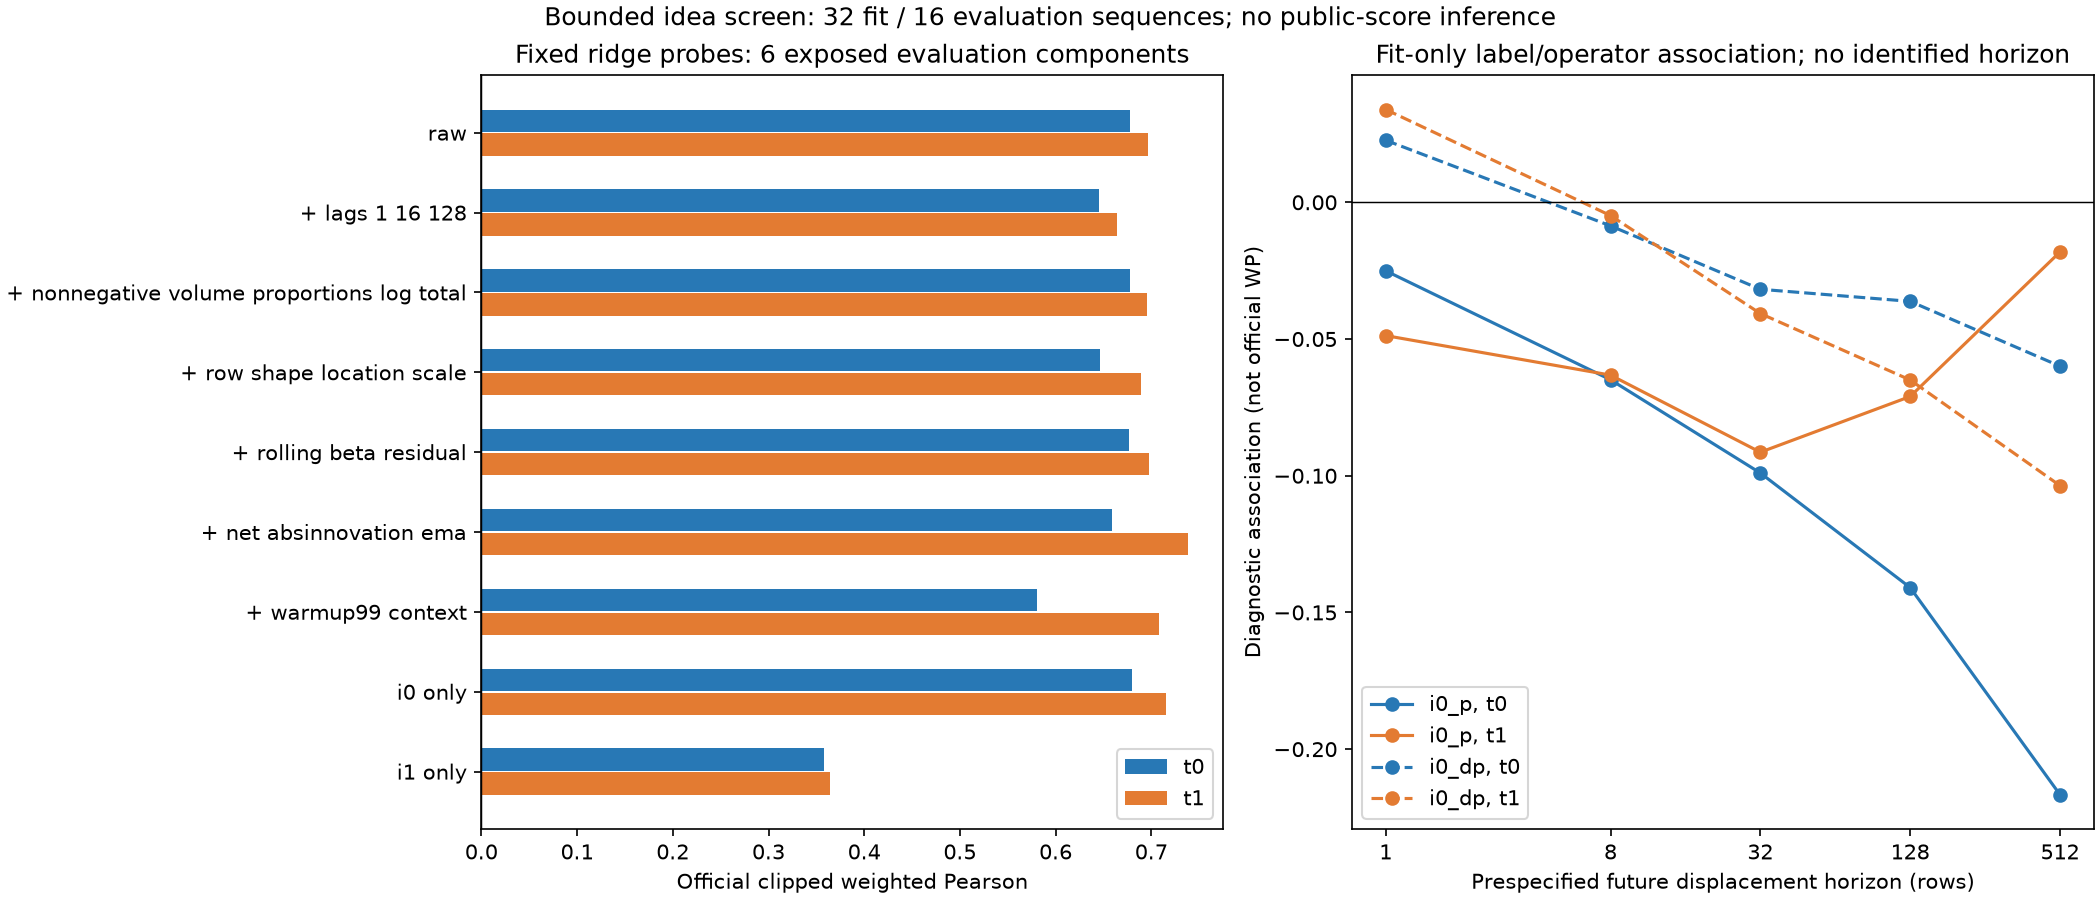 Bounded idea screen: 32 fit / 16 evaluation sequences; no public-score inference
Fixed ridge probes: 6 exposed evaluation components
raw
+ lags 1 16 128
+ nonnegative volume proportions log total
+ row shape location scale
+ rolling beta residual
+ net absinnovation ema
+ warmup99 context
i0 only
i1 only
t0
t1
0.0 0.1 0.2 0.3 0.4 0.5 0.6 0.7
Official clipped weighted Pearson
Fit-only label/operator association; no identified horizon
Diagnostic association (not official WP)
0.00
−0.05
−0.10
−0.15
−0.20
i0_p, t0
i0_p, t1
i0_dp, t0
i0_dp, t1
1 8 32 128 512
Prespecified future displacement horizon (rows)